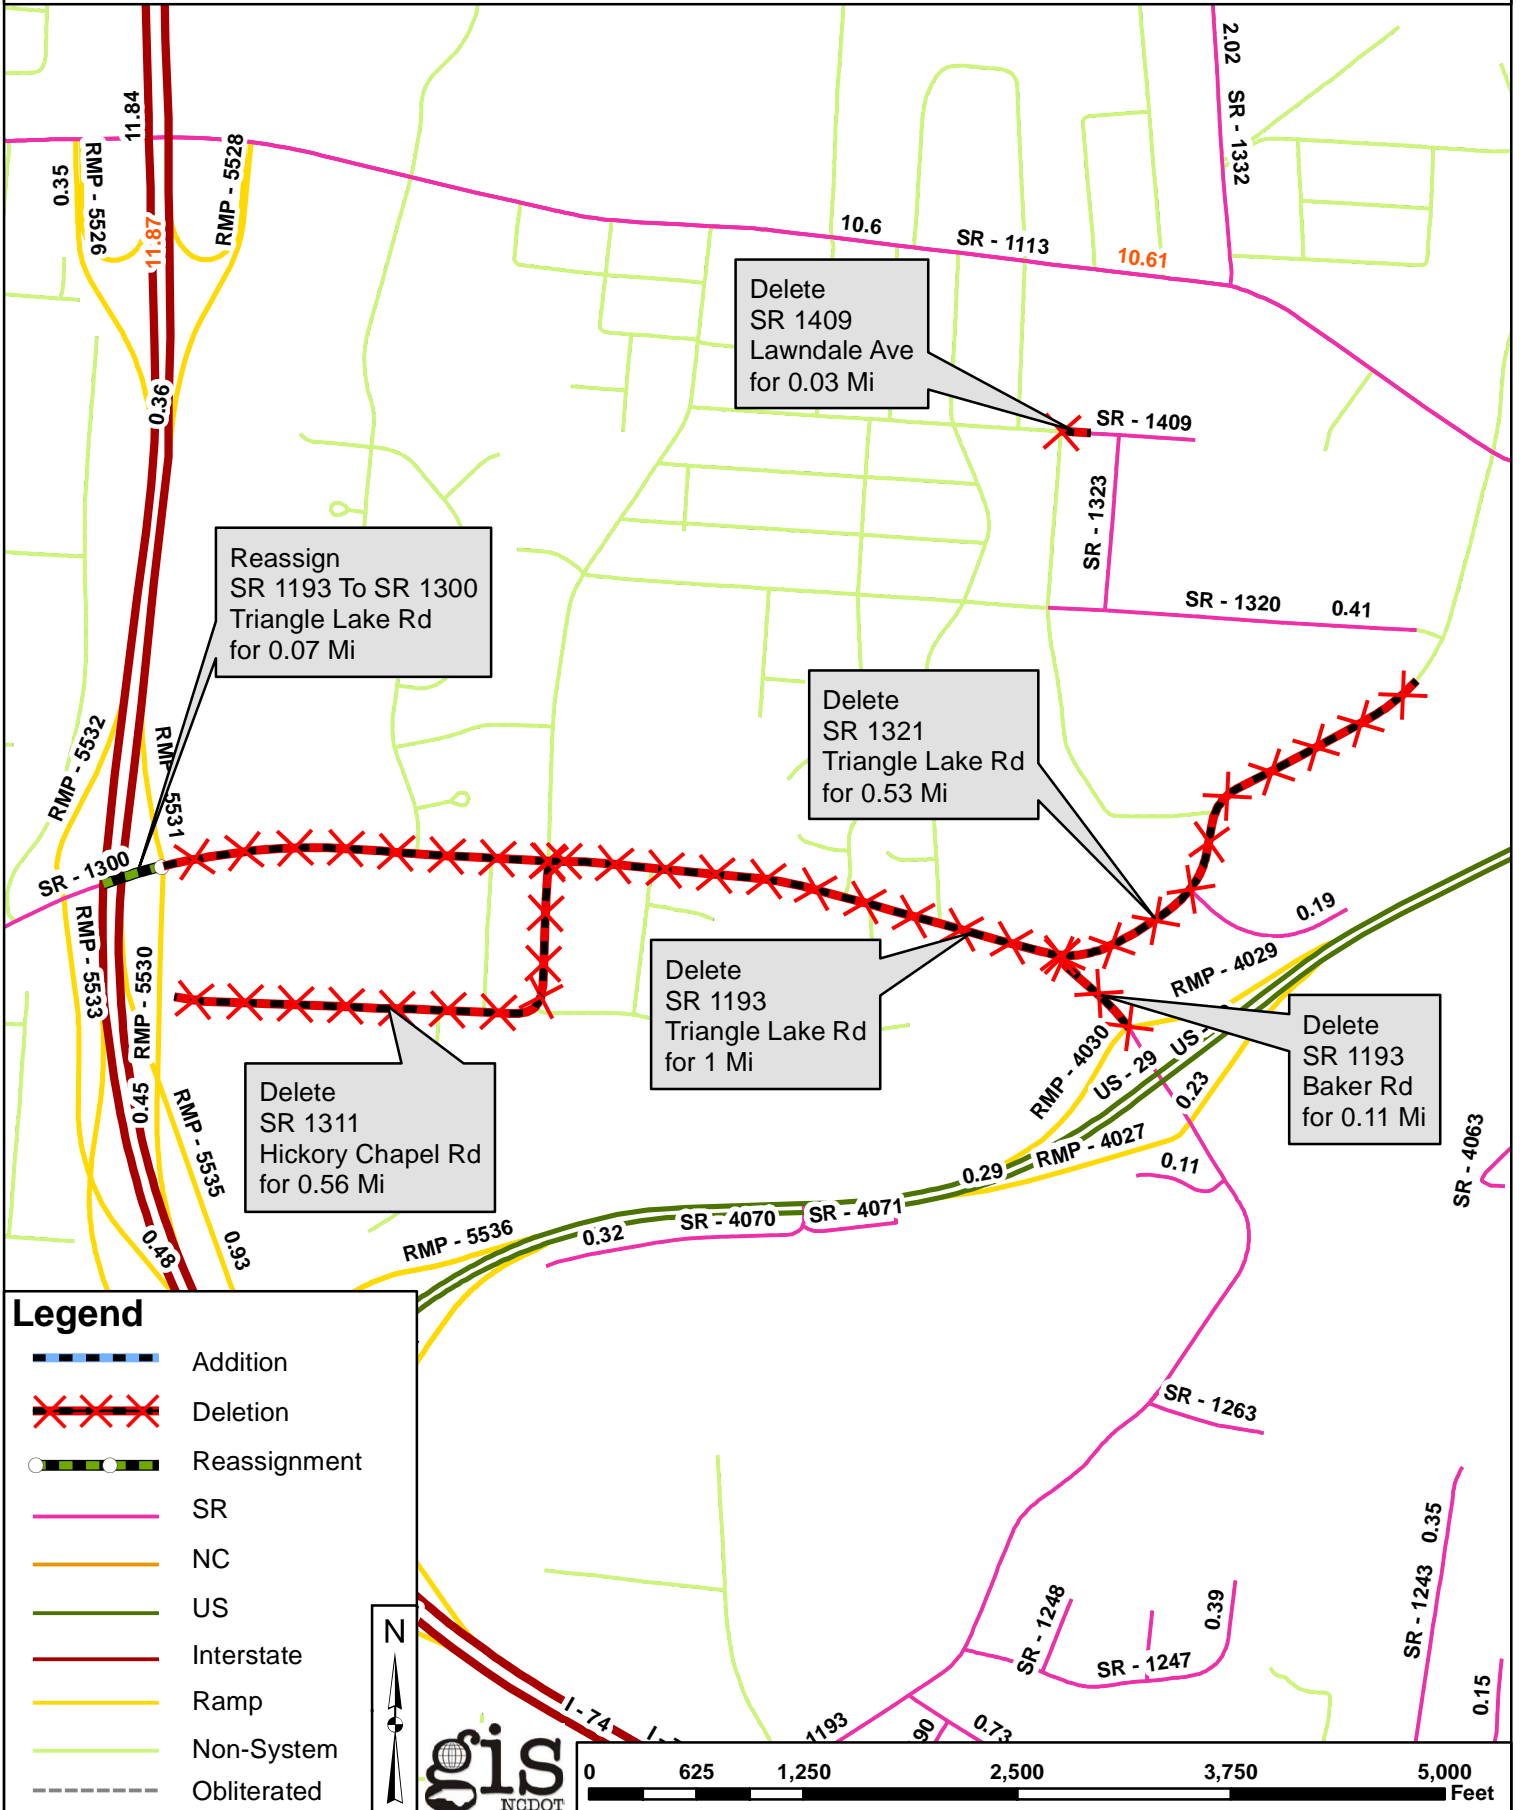 2.02
SR - 1332
11.84
RMP - 5528
RMP - 5526
0.35
11.87
10.6
SR - 1113
10.61
Delete
SR 1409
Lawndale Ave
for 0.03 Mi
0.36
SR - 1409
SR - 1323
Reassign
SR 1193 To SR 1300
Triangle Lake Rd
for 0.07 Mi
SR - 1320
0.41
Delete
SR 1321
Triangle Lake Rd
for 0.53 Mi
RMP - 5532
5531
SR - 1300
0.19
RMP - 5533
RMP - 5530
Delete
SR 1193
Triangle Lake Rd
for 1 Mi
RMP - 4029
Delete
SR 1193
Baker Rd
for 0.11 Mi
RMP - 4030
US - 29
US -
0.23
Delete
SR 1311
Hickory Chapel Rd
for 0.56 Mi
0.45
RMP - 5535
RMP - 4027
0.29
0.11
SR - 4063
SR - 4070
SR - 4071
0.32
RMP - 5536
0.48
0.93
Legend
Addition
Deletion
Reassignment
SR
NC
US
Interstate
Ramp
Non-System
Obliterated
N
SR - 1263
SR - 1243
0.35
SR - 1248
0.39
SR - 1247
0.15
I - 74
1193
90
0.73
gis
NCDOT
0 625 1,250 2,500 3,750 5,000
Feet